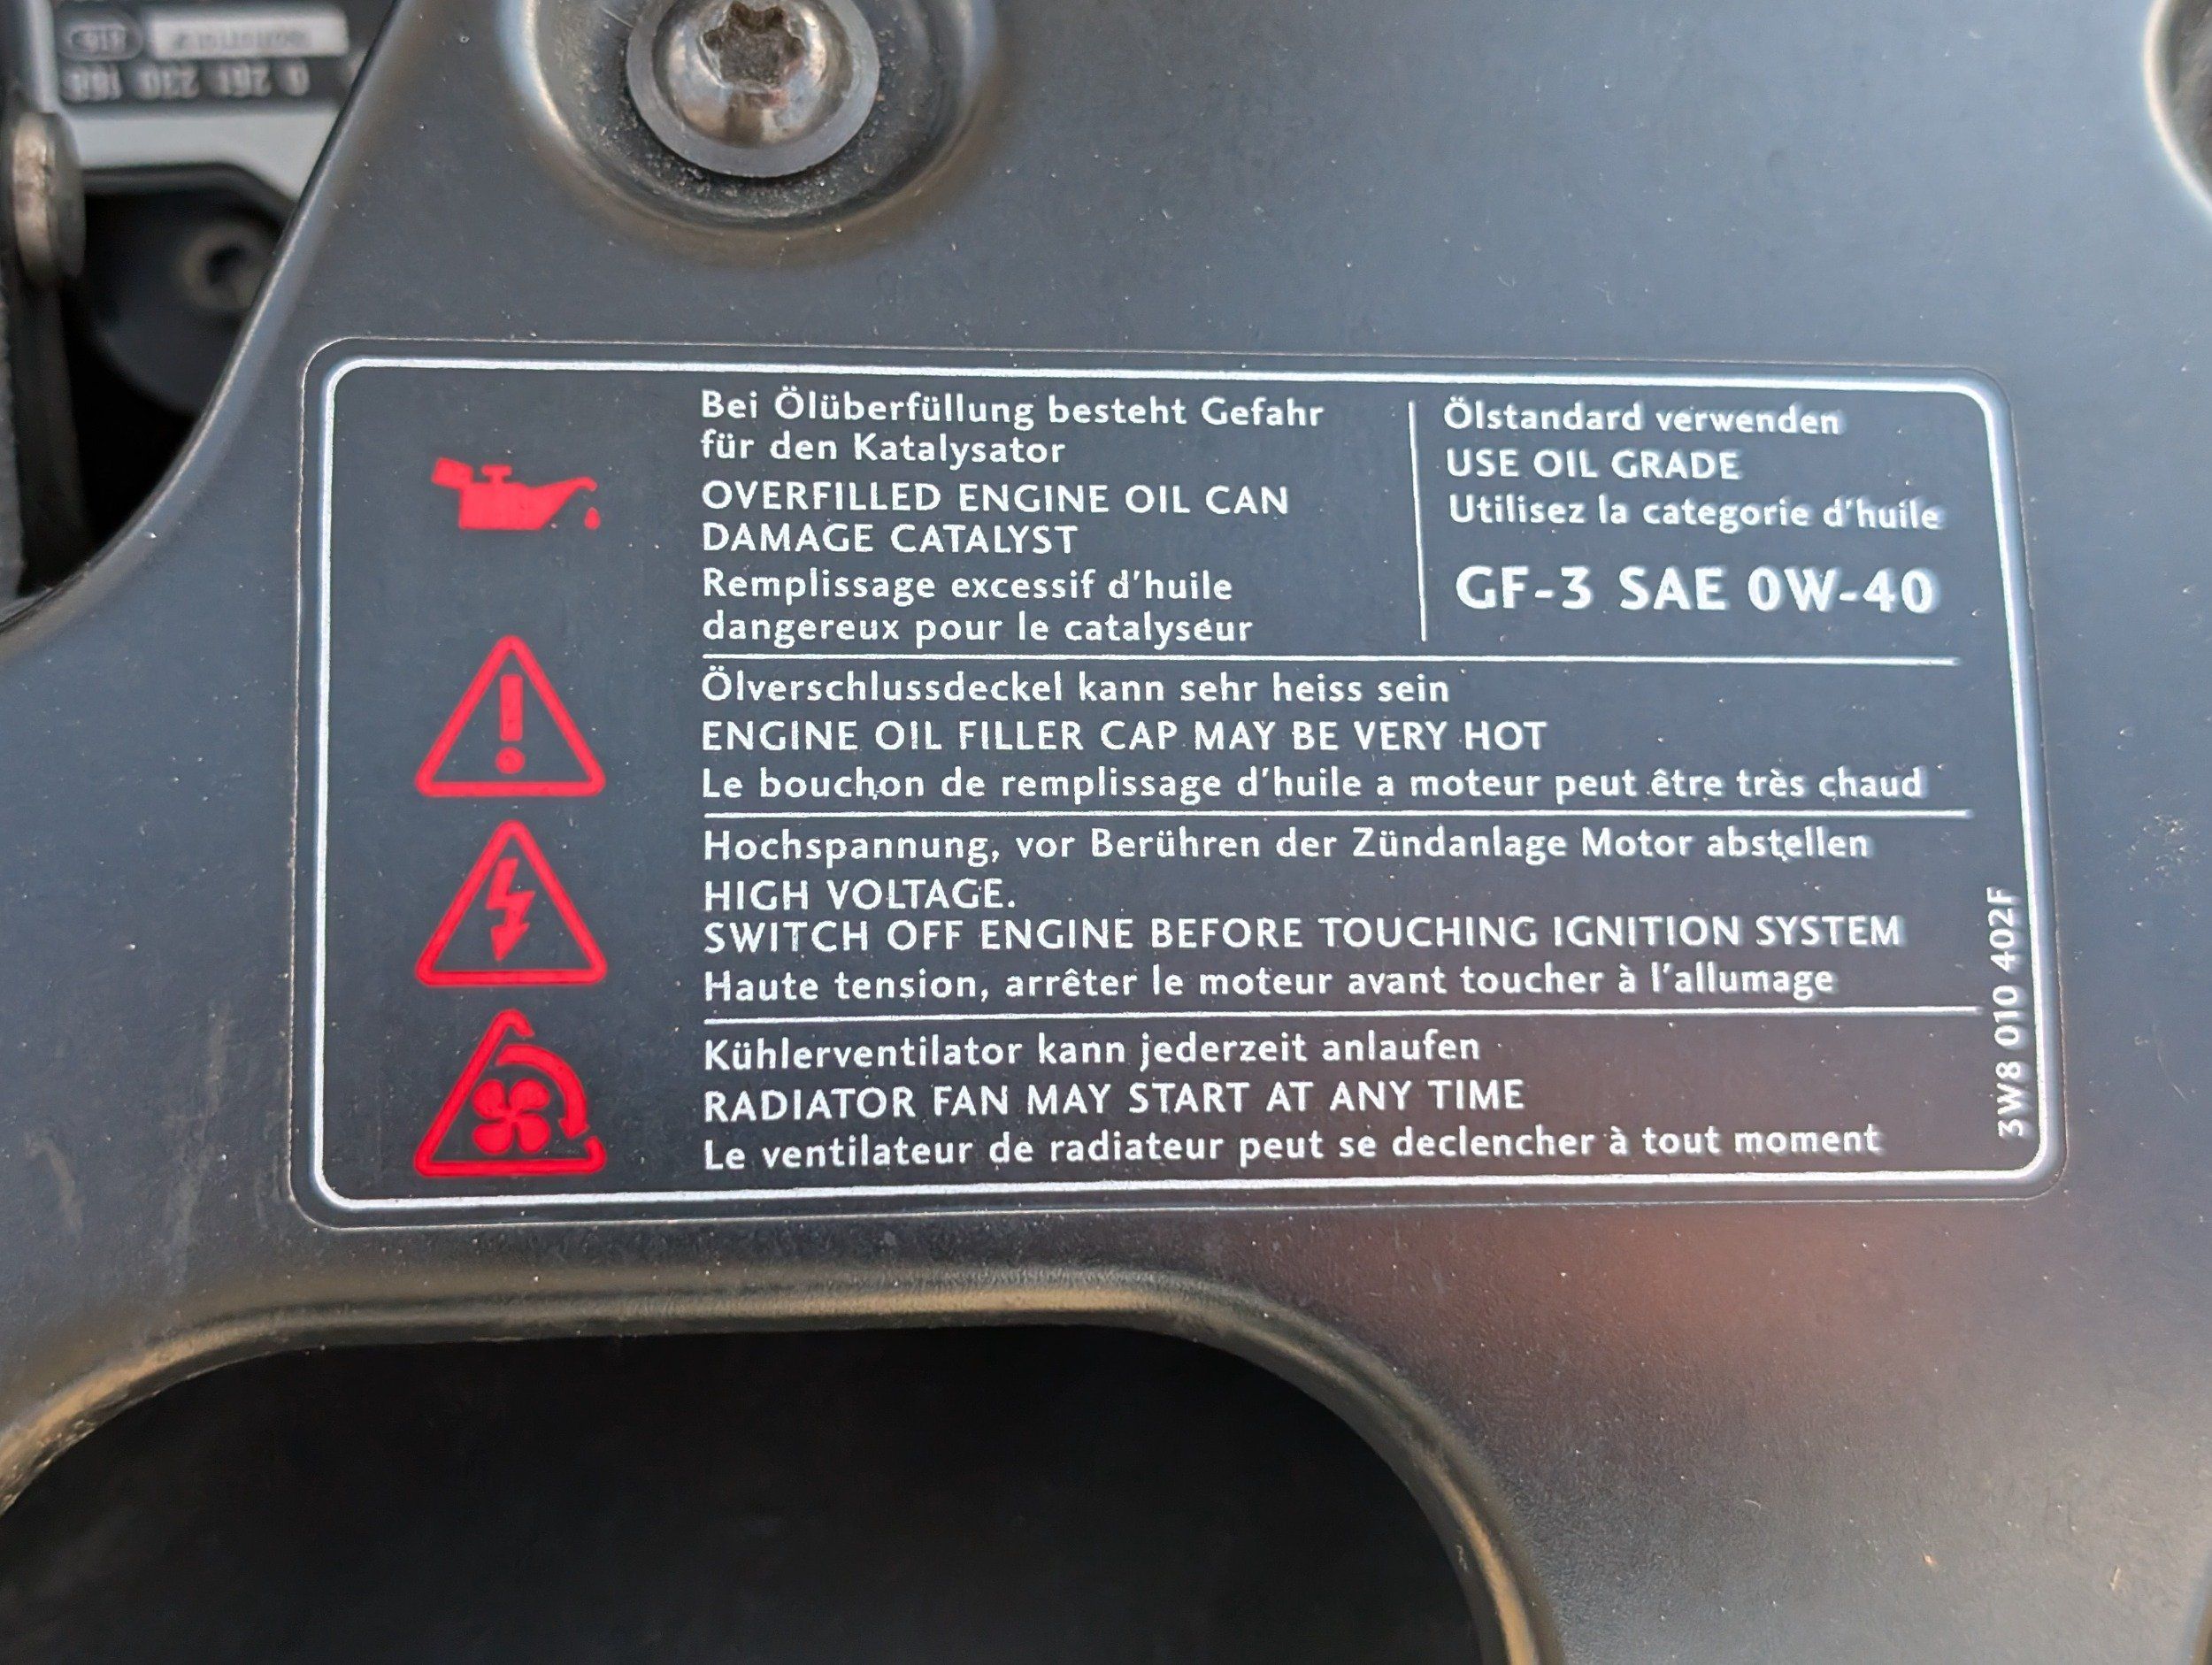 Bei Ölüberfüllung besteht Gefahr
für den Katalysator
OVERFILLED ENGINE OIL CAN
DAMAGE CATALYST
Remplissage excessif d'huile
dangereux pour le catalyseur
Ölstandard verwenden
USE OIL GRADE
Utilisez la categorie d'huile
GF-3 SAE 0W-40
Ölverschlussdeckel kann sehr heiss sein
ENGINE OIL FILLER CAP MAY BE VERY HOT
Le bouchon de remplissage d'huile a moteur peut être très chaud
Hochspannung, vor Berühren der Zündanlage Motor abstellen
HIGH VOLTAGE.
SWITCH OFF ENGINE BEFORE TOUCHING IGNITION SYSTEM
Haute tension, arrêter le moteur avant toucher à l'allumage
Kühlerventilator kann jederzeit anlaufen
RADIATOR FAN MAY START AT ANY TIME
Le ventilateur de radiateur peut se declencher à tout moment
3W8 010 402F